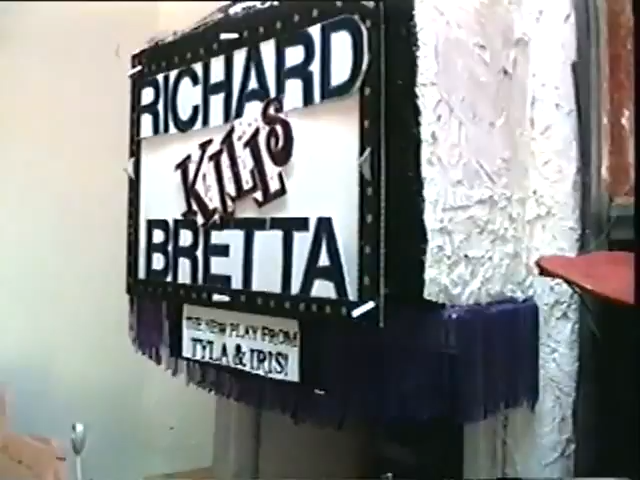 RICHARD
KILLS
BRETTA
THE NEW PLAY FROM
TYLA & IRIS!